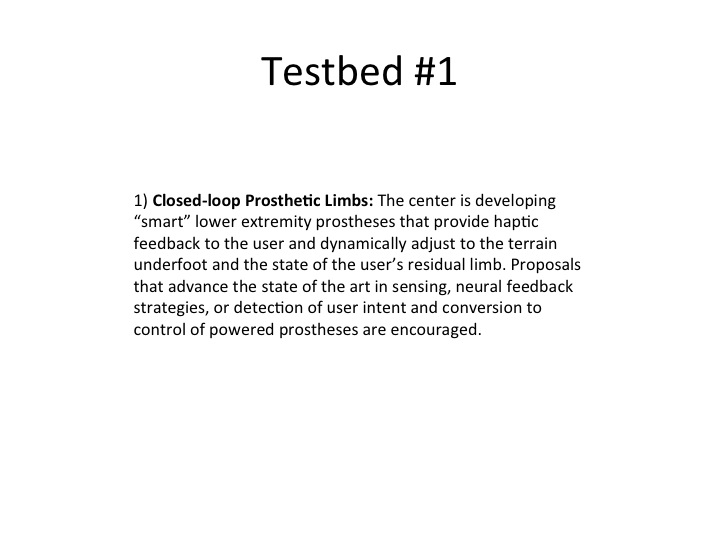 Testbed #1
1) Closed-loop Prosthetic Limbs: The center is developing
“smart” lower extremity prostheses that provide haptic
feedback to the user and dynamically adjust to the terrain
underfoot and the state of the user’s residual limb. Proposals
that advance the state of the art in sensing, neural feedback
strategies, or detection of user intent and conversion to
control of powered prostheses are encouraged.